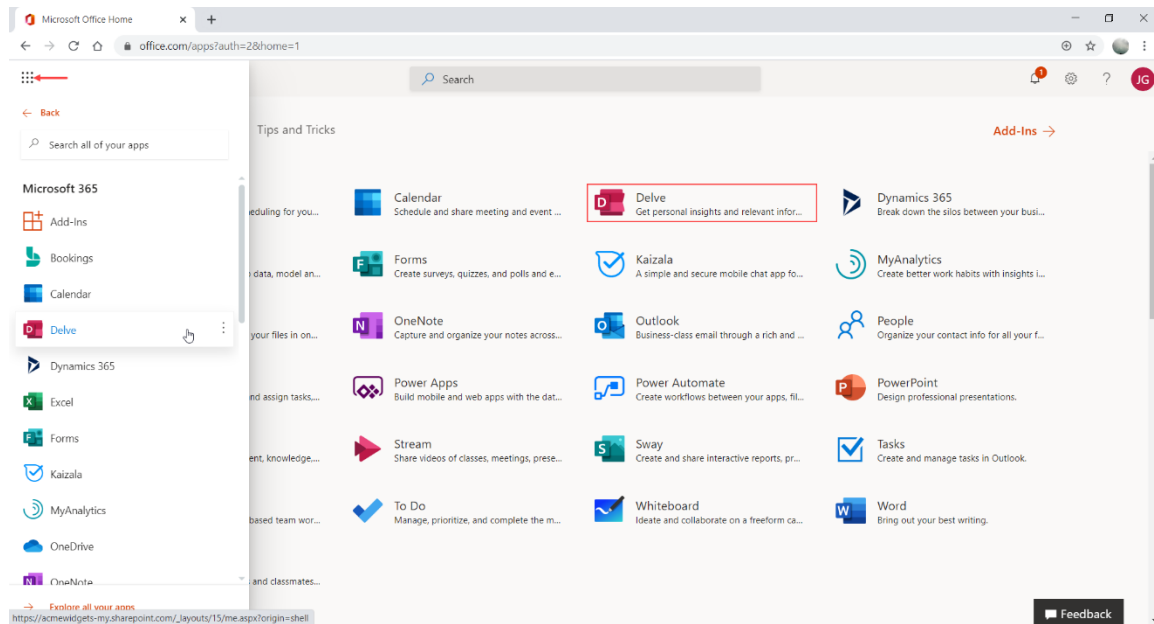 Microsoft Office Home
office.com/apps?auth=2&home=1
Search
1
?
JG
Back
Search all of your apps
Microsoft 365
Add-Ins
Bookings
Calendar
Delve
Dynamics 365
Excel
Forms
Kaizala
MyAnalytics
OneDrive
OneNote
Explore all your apps
https://acmewidgets-my.sharepoint.com/_layouts/15/me.aspx?origin=shell
Tips and Tricks
Add-Ins →
eduling for you...
Calendar
Schedule and share meeting and event ...
Delve
Get personal insights and relevant infor...
Dynamics 365
Break down the silos between your busi...
data, model an...
Forms
Create surveys, quizzes, and polls and e...
Kaizala
A simple and secure mobile chat app fo...
MyAnalytics
Create better work habits with insights i...
your files in on...
OneNote
Capture and organize your notes across...
Outlook
Business-class email through a rich and ...
People
Organize your contact info for all your f...
nd assign tasks,...
Power Apps
Build mobile and web apps with the dat...
Power Automate
Create workflows between your apps, fil...
PowerPoint
Design professional presentations.
ent, knowledge,...
Stream
Share videos of classes, meetings, prese...
Sway
Create and share interactive reports, pr...
Tasks
Create and manage tasks in Outlook.
based team wor...
To Do
Manage, prioritize, and complete the m...
Whiteboard
Ideate and collaborate on a freeform ca...
Word
Bring out your best writing.
and classmates...
Feedback